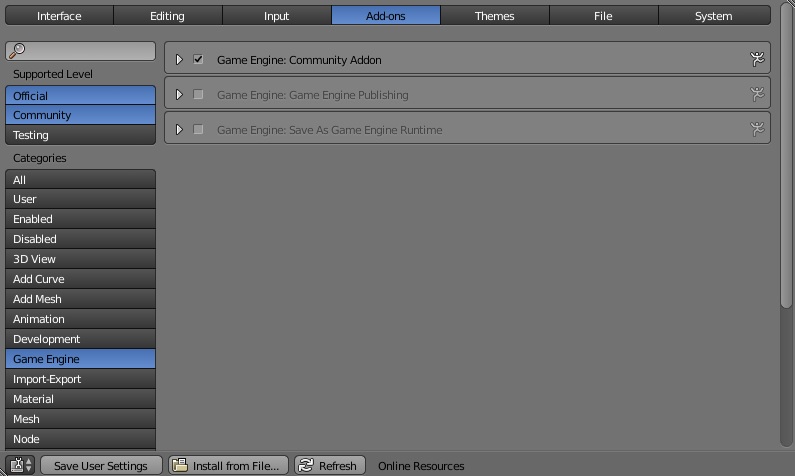 Interface Editing Input Add-ons Themes File System
Supported Level
Official
Community
Testing
Categories
All
User
Enabled
Disabled
3D View
Add Curve
Add Mesh
Animation
Development
Game Engine
Import-Export
Material
Mesh
Node
Game Engine: Community Addon
Game Engine: Game Engine Publishing
Game Engine: Save As Game Engine Runtime
Save User Settings Install from File... Refresh Online Resources